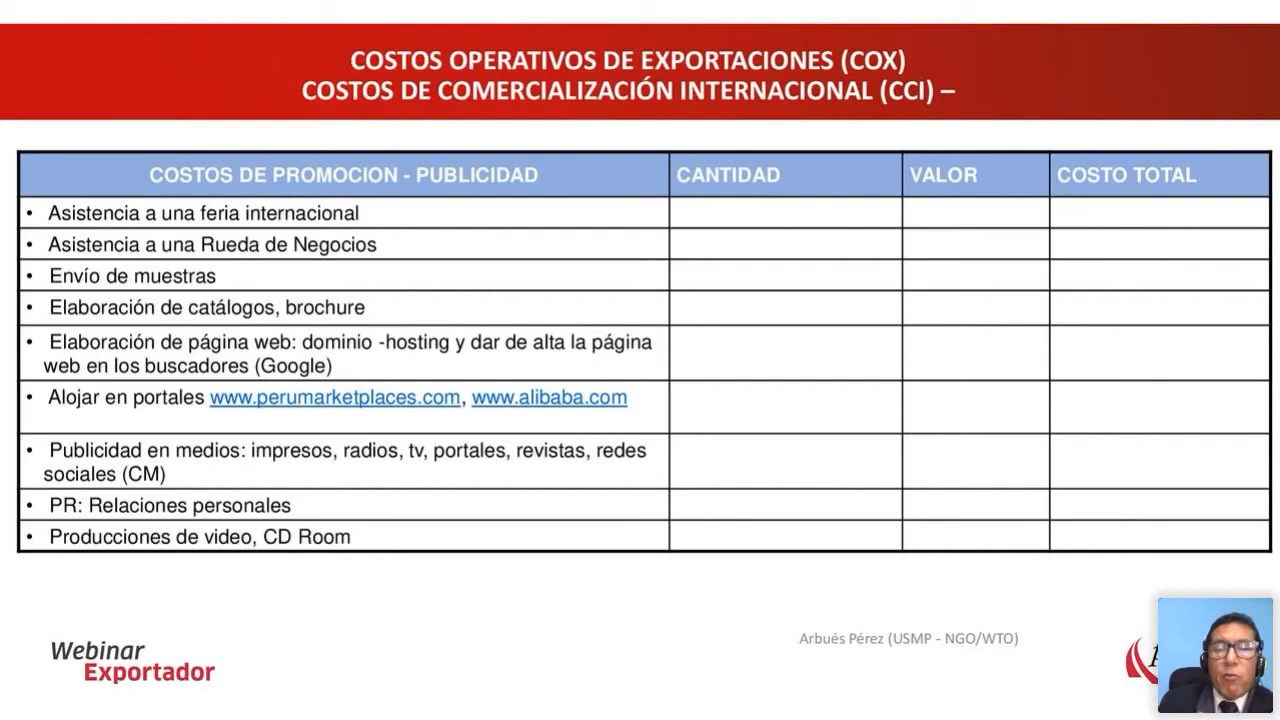 COSTOS OPERATIVOS DE EXPORTACIONES (COX)
COSTOS DE COMERCIALIZACIÓN INTERNACIONAL (CCI) –
COSTOS DE PROMOCION - PUBLICIDAD CANTIDAD VALOR COSTO TOTAL
• Asistencia a una feria internacional
• Asistencia a una Rueda de Negocios
• Envío de muestras
• Elaboración de catálogos, brochure
• Elaboración de página web: dominio -hosting y dar de alta la página
web en los buscadores (Google)
• Alojar en portales www.perumarketplaces.com, www.alibaba.com
• Publicidad en medios: impresos, radios, tv, portales, revistas, redes
sociales (CM)
• PR: Relaciones personales
• Producciones de video, CD Room
Arbués Pérez (USMP - NGO/WTO)
Webinar
Exportador